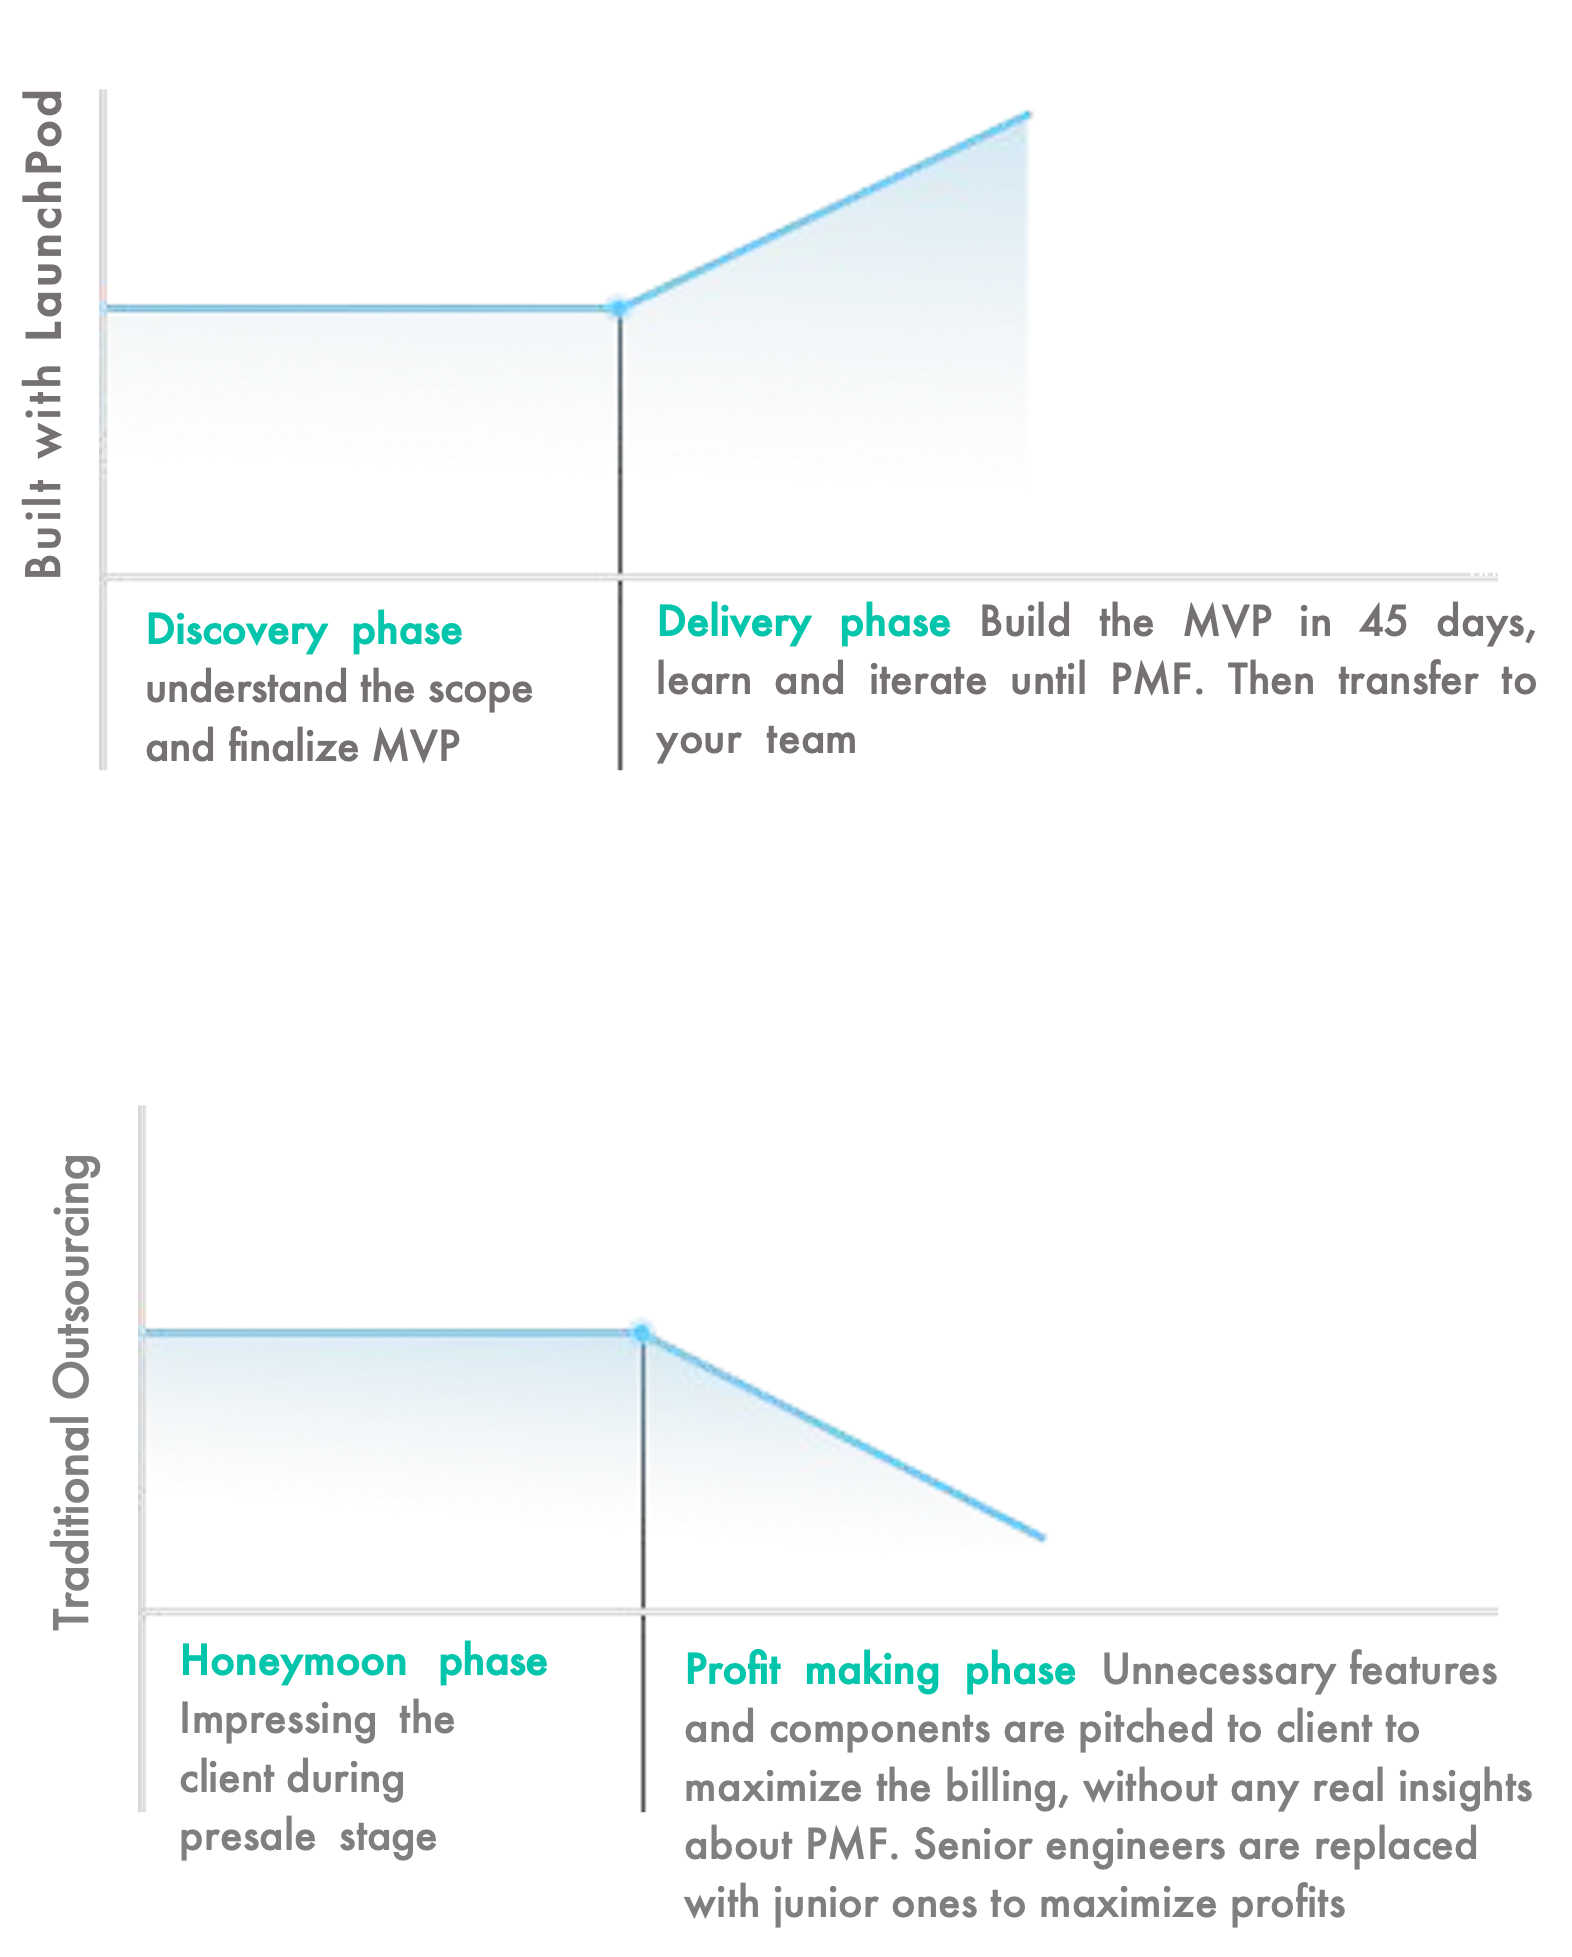 Built with LaunchPod
Discovery phase
understand the scope
and finalize MVP
Delivery phase Build the MVP in 45 days,
learn and iterate until PMF. Then transfer to
your team
Traditional Outsourcing
Honeymoon phase
Impressing the
client during
presale stage
Profit making phase Unnecessary features
and components are pitched to client to
maximize the billing, without any real insights
about PMF. Senior engineers are replaced
with junior ones to maximize profits